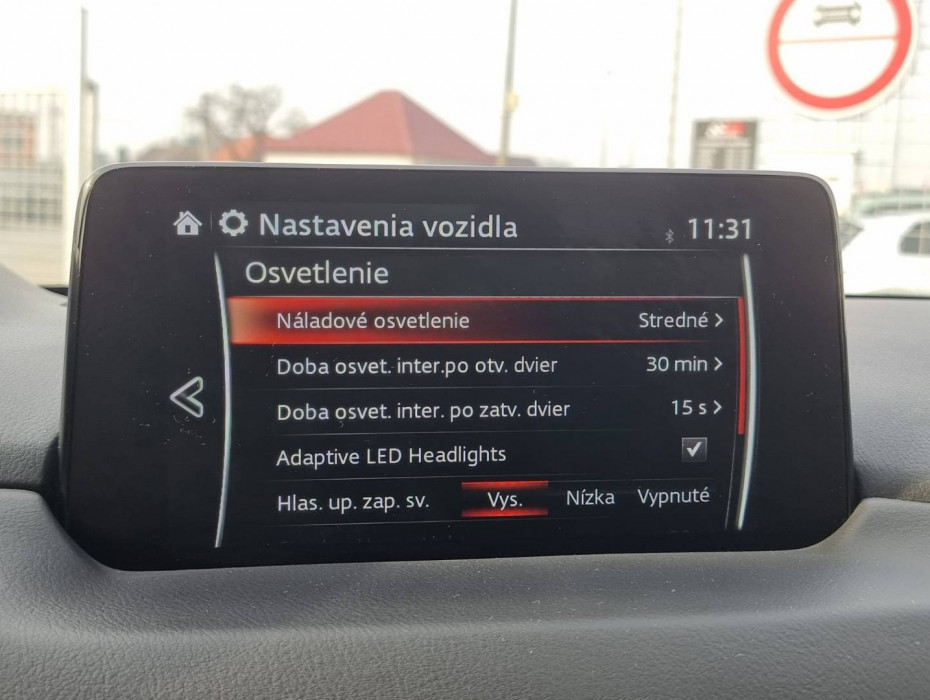 Nastavenia vozidla 11:31
Osvetlenie
Náladové osvetlenie Stredné >
Doba osvet. inter.po otv. dvier 30 min >
Doba osvet. inter. po zatv. dvier 15 s >
Adaptive LED Headlights
Hlas. up. zap. sv. Vys. Nízka Vypnuté